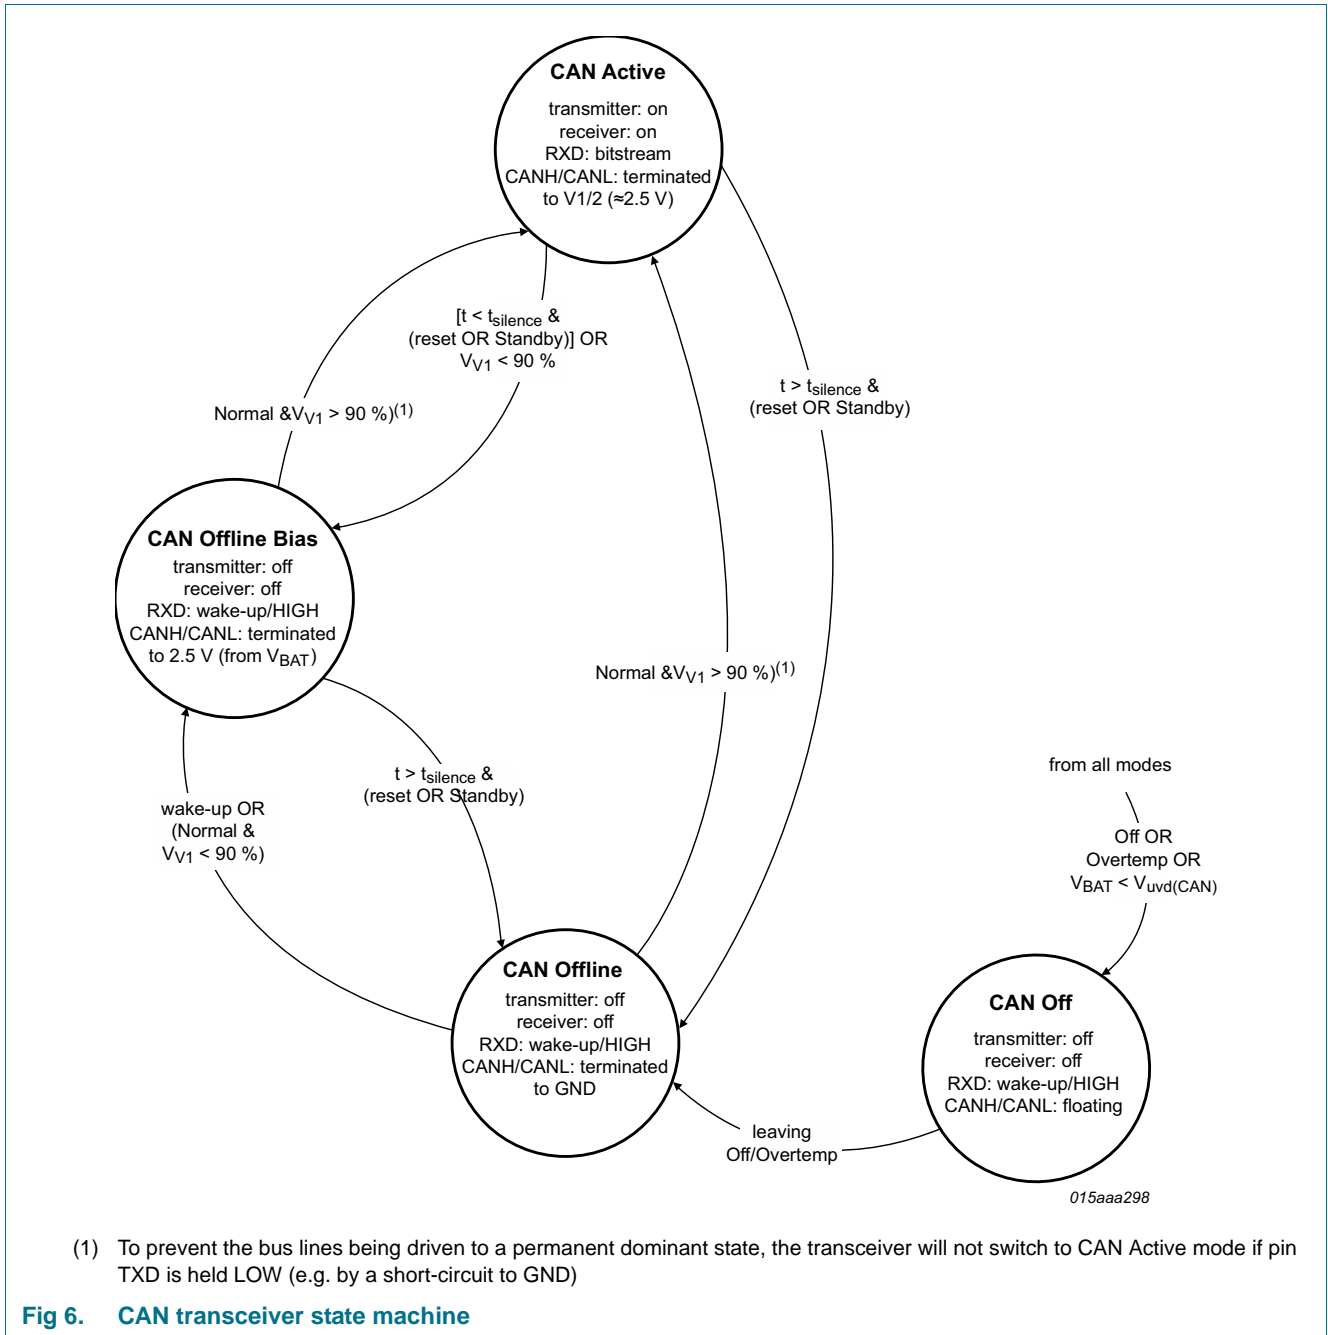 CAN Active
transmitter: on
receiver: on
RXD: bitstream
CANH/CANL: terminated
to V1/2 (≈2.5 V)
[t < tsilence &
(reset OR Standby)] OR
VV1 < 90 %
t > tsilence &
(reset OR Standby)
Normal &VV1 > 90 %)(1)
CAN Offline Bias
transmitter: off
receiver: off
RXD: wake-up/HIGH
CANH/CANL: terminated
to 2.5 V (from VBAT)
Normal &VV1 > 90 %)(1)
t > tsilence &
(reset OR Standby)
wake-up OR
(Normal &
VV1 < 90 %)
from all modes
Off OR
Overtemp OR
VBAT < Vuvd(CAN)
CAN Offline
transmitter: off
receiver: off
RXD: wake-up/HIGH
CANH/CANL: terminated
to GND
CAN Off
transmitter: off
receiver: off
RXD: wake-up/HIGH
CANH/CANL: floating
leaving
Off/Overtemp
015aaa298
(1) To prevent the bus lines being driven to a permanent dominant state, the transceiver will not switch to CAN Active mode if pin
TXD is held LOW (e.g. by a short-circuit to GND)
Fig 6. CAN transceiver state machine